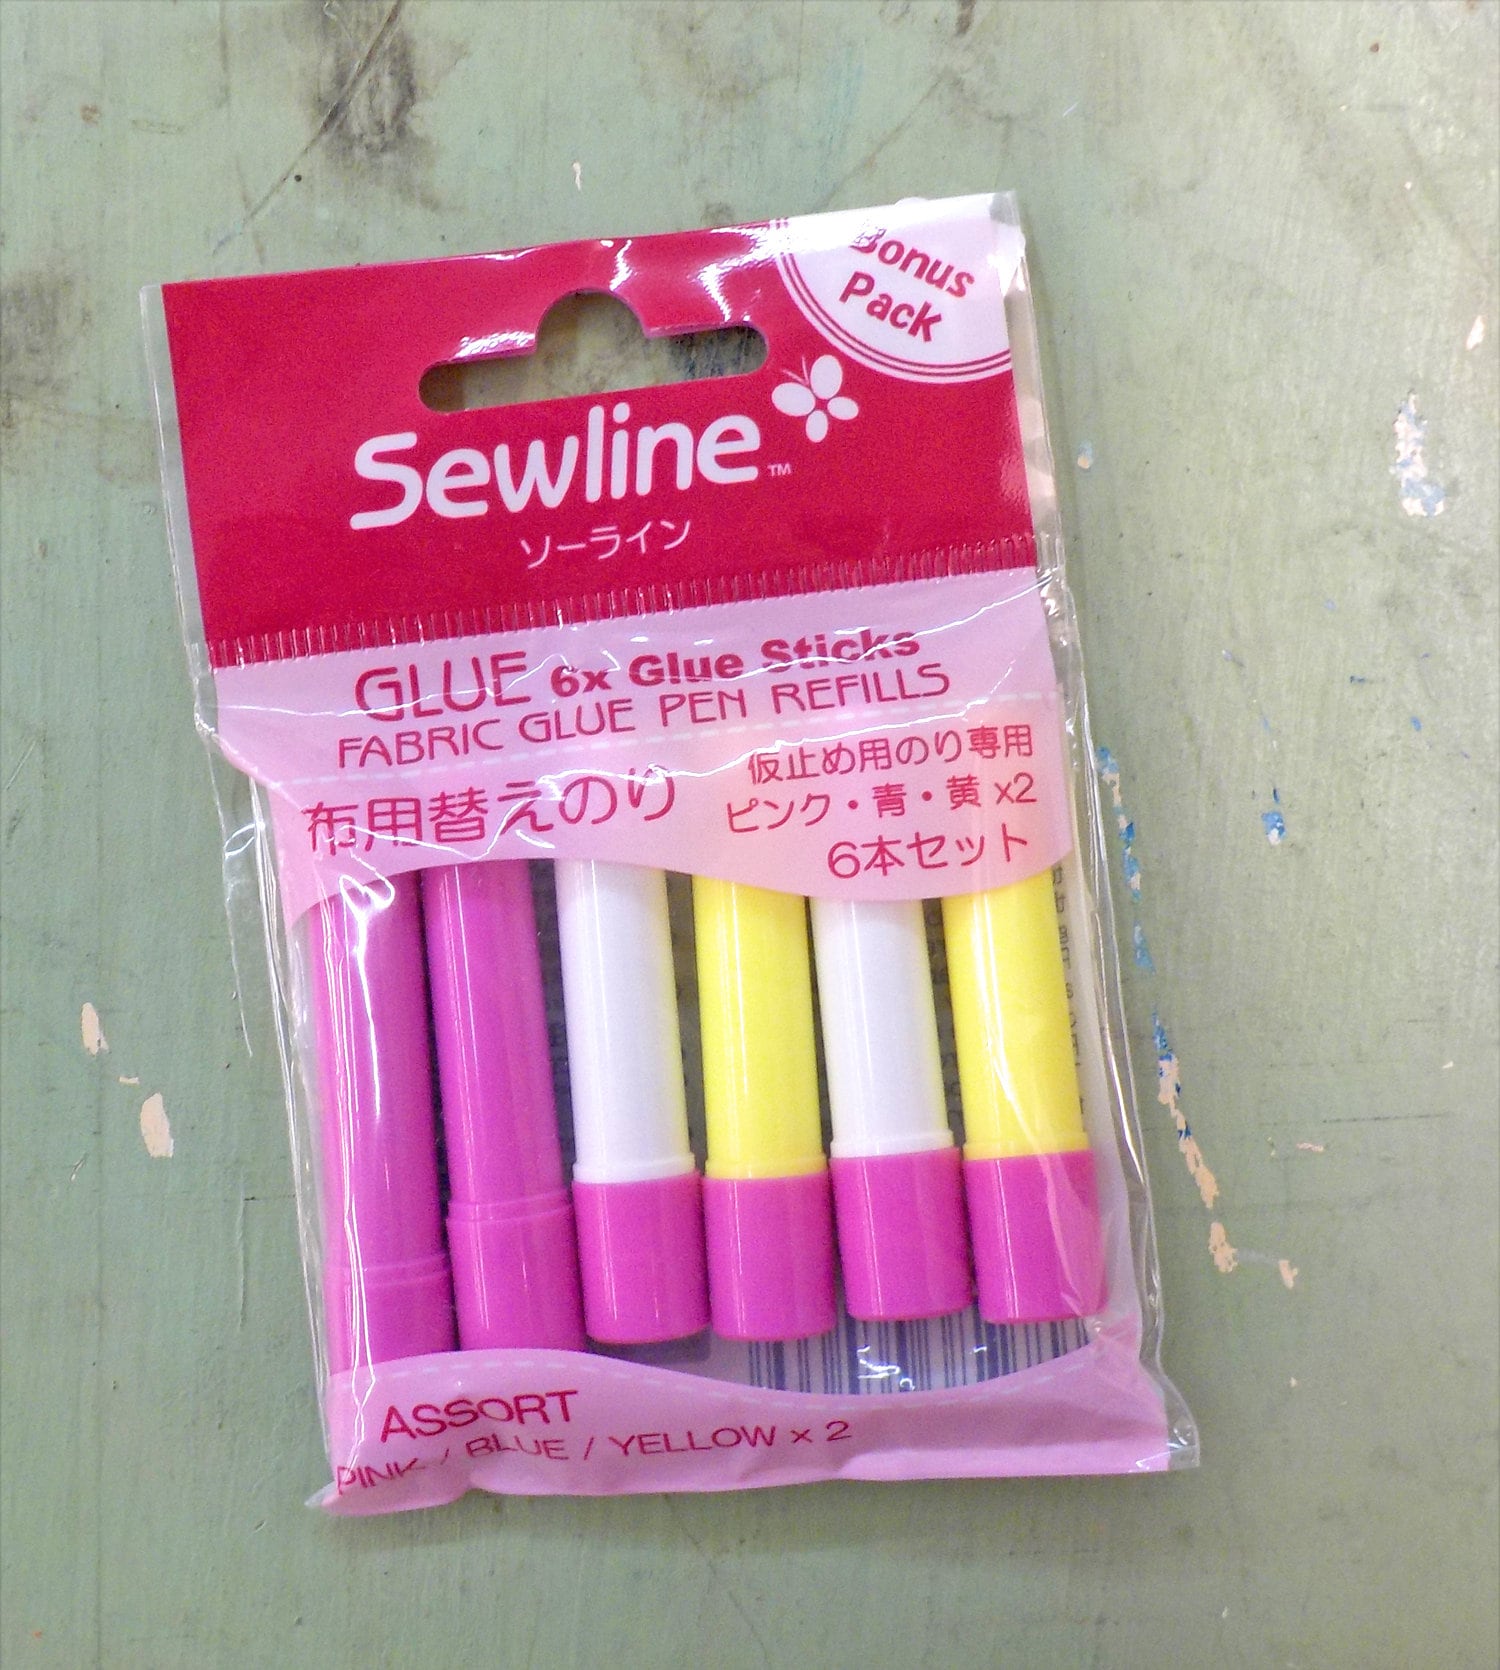 Bonus
Pack
Sewline™
ソーライン
GLUE 6x Glue Sticks
FABRIC GLUE PEN REFILLS
布用替えのり
仮止め用のり専用
ピンク・青・黄 x2
6本セット
ASSORT
PINK / BLUE / YELLOW x 2